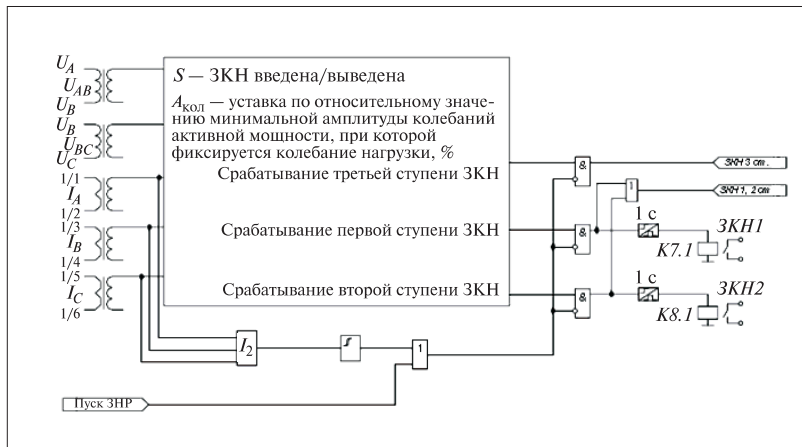 U_A
U_AB
U_B
U_B
U_BC
U_C
1/1
I_A
1/2
1/3
I_B
1/4
1/5
I_C
1/6
S — ЗКН введена/выведена
A_кол — уставка по относительному значе-
нию минимальной амплитуды колебаний
активной мощности, при которой
фиксируется колебание нагрузки, %
Срабатывание третьей ступени ЗКН
Срабатывание первой ступени ЗКН
Срабатывание второй ступени ЗКН
&
ЗКН 3 ст.
1
ЗКН 1, 2 ст
&
1 с
K7.1
ЗКН1
&
1 с
K8.1
ЗКН2
I_2
1
Пуск ЗНР